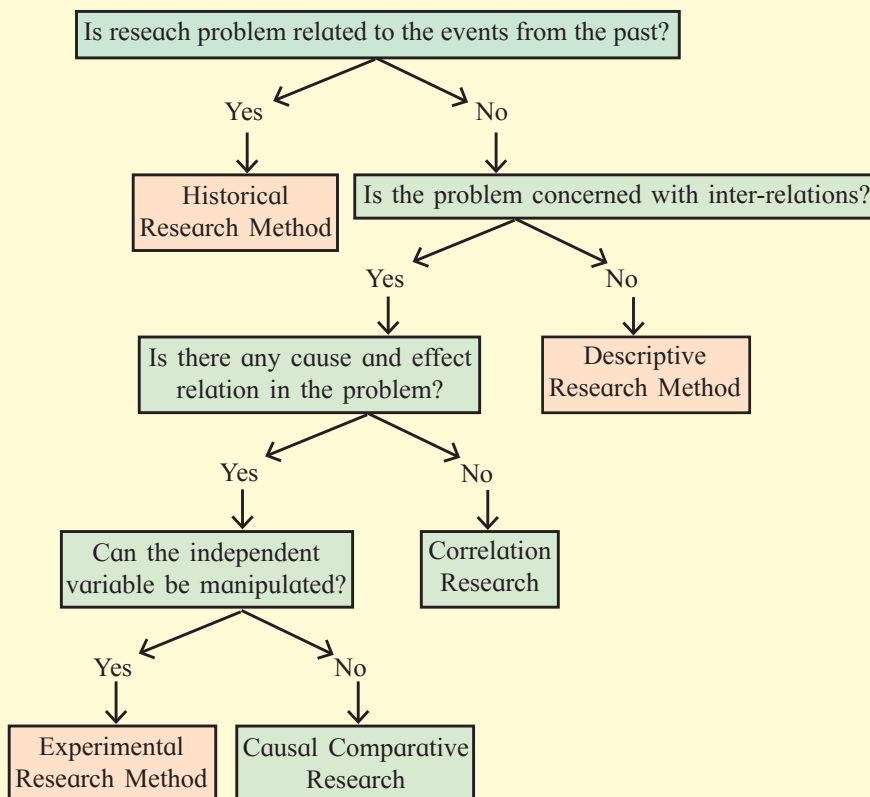 Is reseach problem related to the events from the past?
Yes
No
Historical
Research Method
Is the problem concerned with inter-relations?
Yes
No
Is there any cause and effect
relation in the problem?
Descriptive
Research Method
Yes
No
Can the independent
variable be manipulated?
Correlation
Research
Yes
No
Experimental
Research Method
Causal Comparative
Research